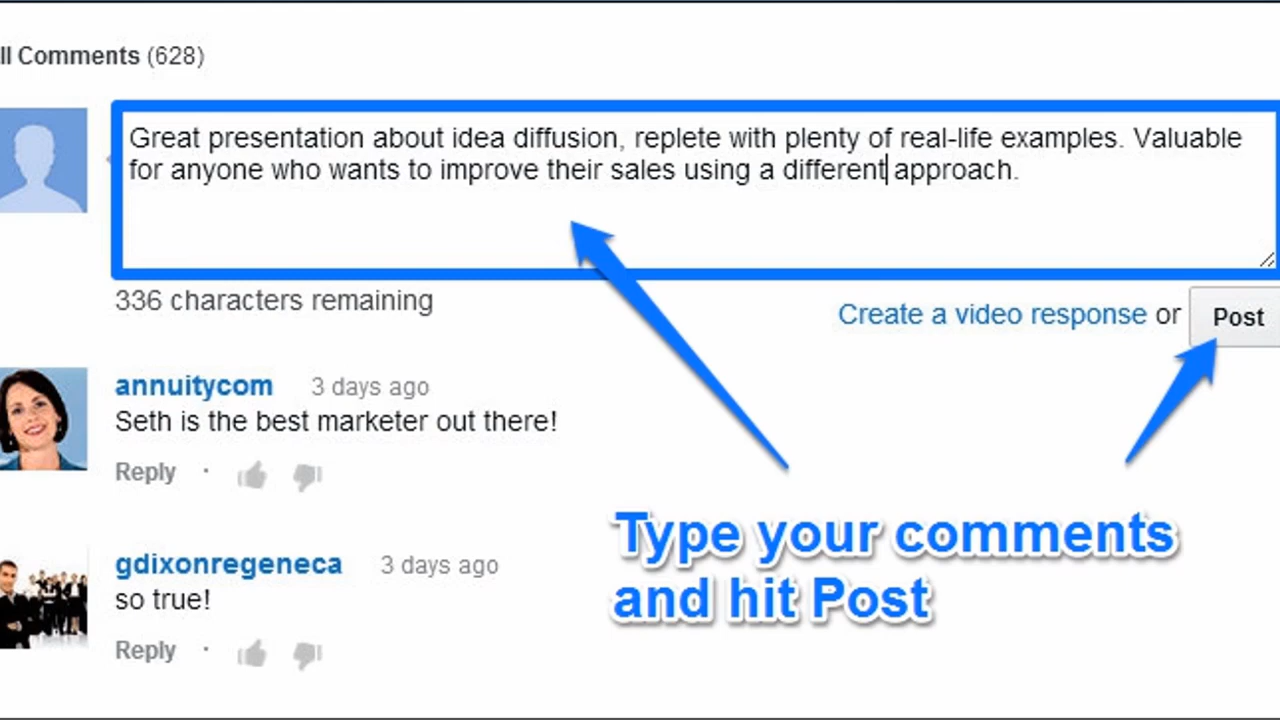 ll Comments (628)
Great presentation about idea diffusion, replete with plenty of real-life examples. Valuable
for anyone who wants to improve their sales using a different approach.
336 characters remaining
Create a video response or Post
annuitycom 3 days ago
Seth is the best marketer out there!
Reply ·
gdixonregeneca 3 days ago
so true!
Reply ·
Type your comments
and hit Post